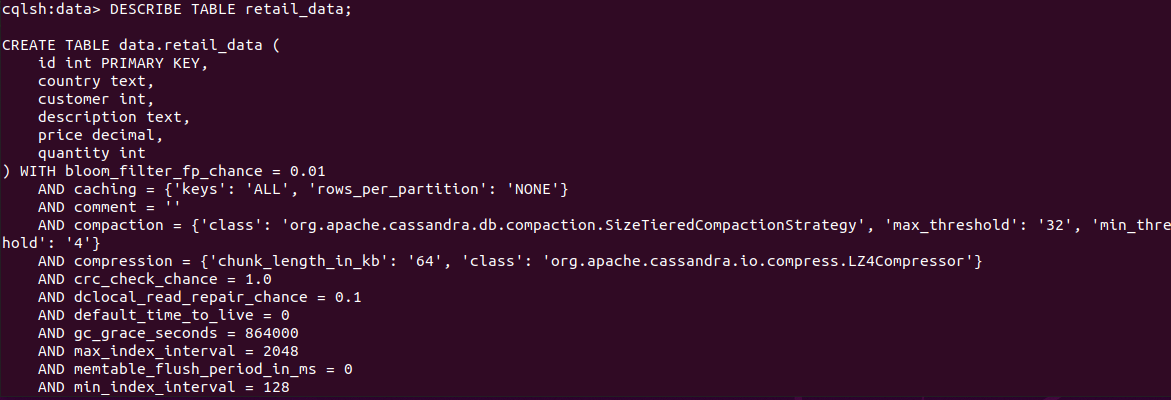 cqlsh:data> DESCRIBE TABLE retail_data;
CREATE TABLE data.retail_data (
    id int PRIMARY KEY,
    country text,
    customer int,
    description text,
    price decimal,
    quantity int
) WITH bloom_filter_fp_chance = 0.01
    AND caching = {'keys': 'ALL', 'rows_per_partition': 'NONE'}
    AND comment = ''
    AND compaction = {'class': 'org.apache.cassandra.db.compaction.SizeTieredCompactionStrategy', 'max_threshold': '32', 'min_thre
hold': '4'}
    AND compression = {'chunk_length_in_kb': '64', 'class': 'org.apache.cassandra.io.compress.LZ4Compressor'}
    AND crc_check_chance = 1.0
    AND dclocal_read_repair_chance = 0.1
    AND default_time_to_live = 0
    AND gc_grace_seconds = 864000
    AND max_index_interval = 2048
    AND memtable_flush_period_in_ms = 0
    AND min_index_interval = 128